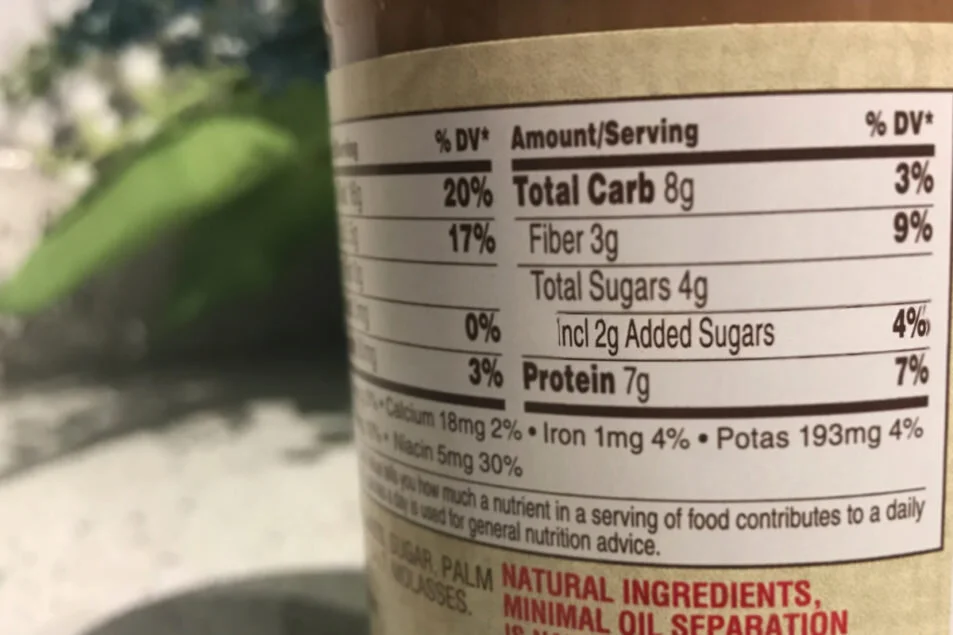 % DV* Amount/Serving % DV*
20% Total Carb 8g 3%
17% Fiber 3g 9%
Total Sugars 4g
0% Incl 2g Added Sugars 4%
3% Protein 7g 7%
• Calcium 18mg 2% • Iron 1mg 4% • Potas 193mg 4%
• Niacin 5mg 30%
you how much a nutrient in a serving of food contributes to a daily
a day is used for general nutrition advice.
SUGAR, PALM
MOLASSES.
NATURAL INGREDIENTS,
MINIMAL OIL SEPARATION